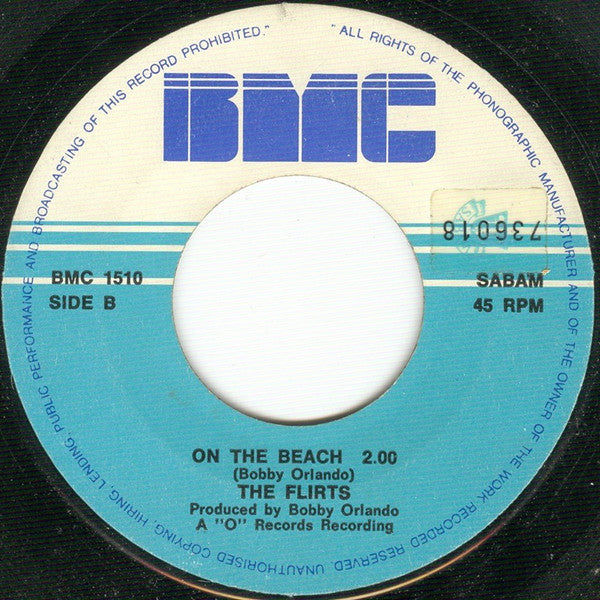 "ALL RIGHTS OF THE PHONOGRAPHIC MANUFACTURER AND OF THE OWNER OF THE WORK RECORDED RESERVED. UNAUTHORISED COPYING, HIRING, LENDING PUBLIC PERFORMANCE AND BROADCASTING OF THIS RECORD PROHIBITED."
BMC
736018
BMC 1510
SIDE B
SABAM
45 RPM
ON THE BEACH 2.00
(Bobby Orlando)
THE FLIRTS
Produced by Bobby Orlando
A "O" Records Recording